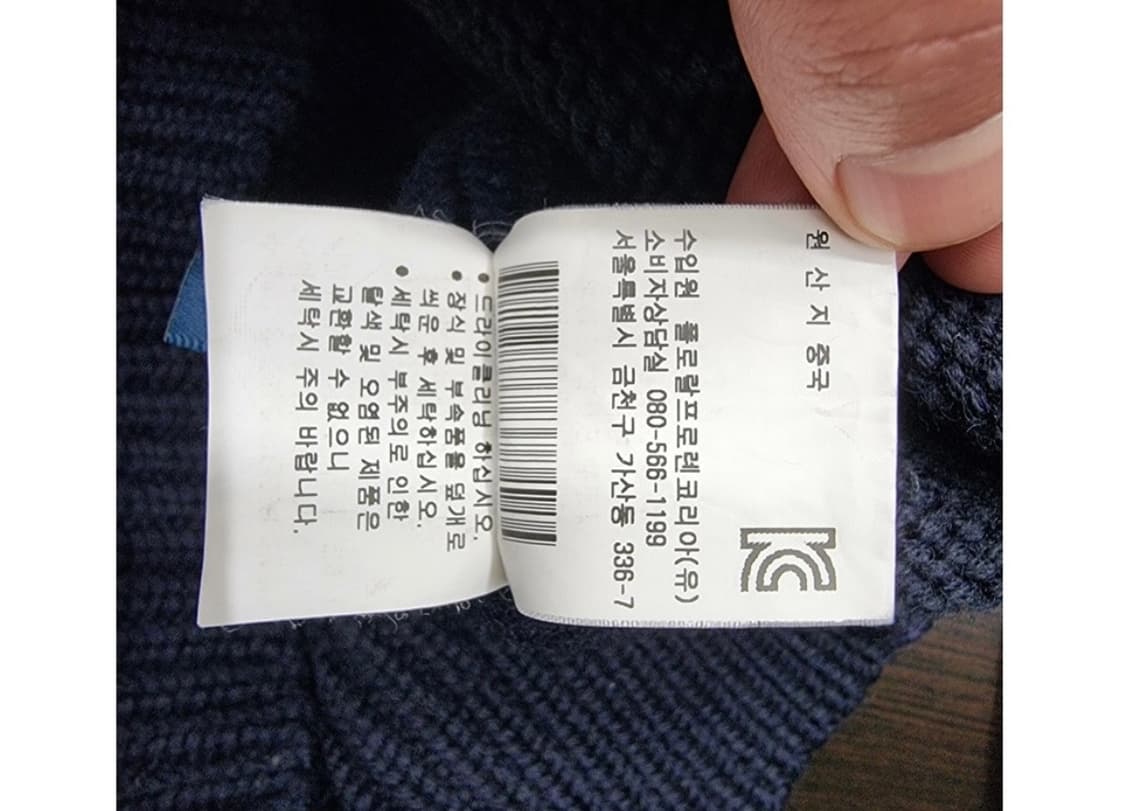 원 산 지 중국
KC
수입원 폴로랄프로렌코리아(유)
소비자상담실 080-566-1199
서울특별시 금천구 가산동 336-7
● 드라이클리닝 하십시오.
● 장식 및 부속품을 덮개로
씌운 후 세탁하십시오.
● 세탁시 부주의로 인한
탈색 및 오염된 제품은
교환할 수 없으니
세탁시 주의 바랍니다.